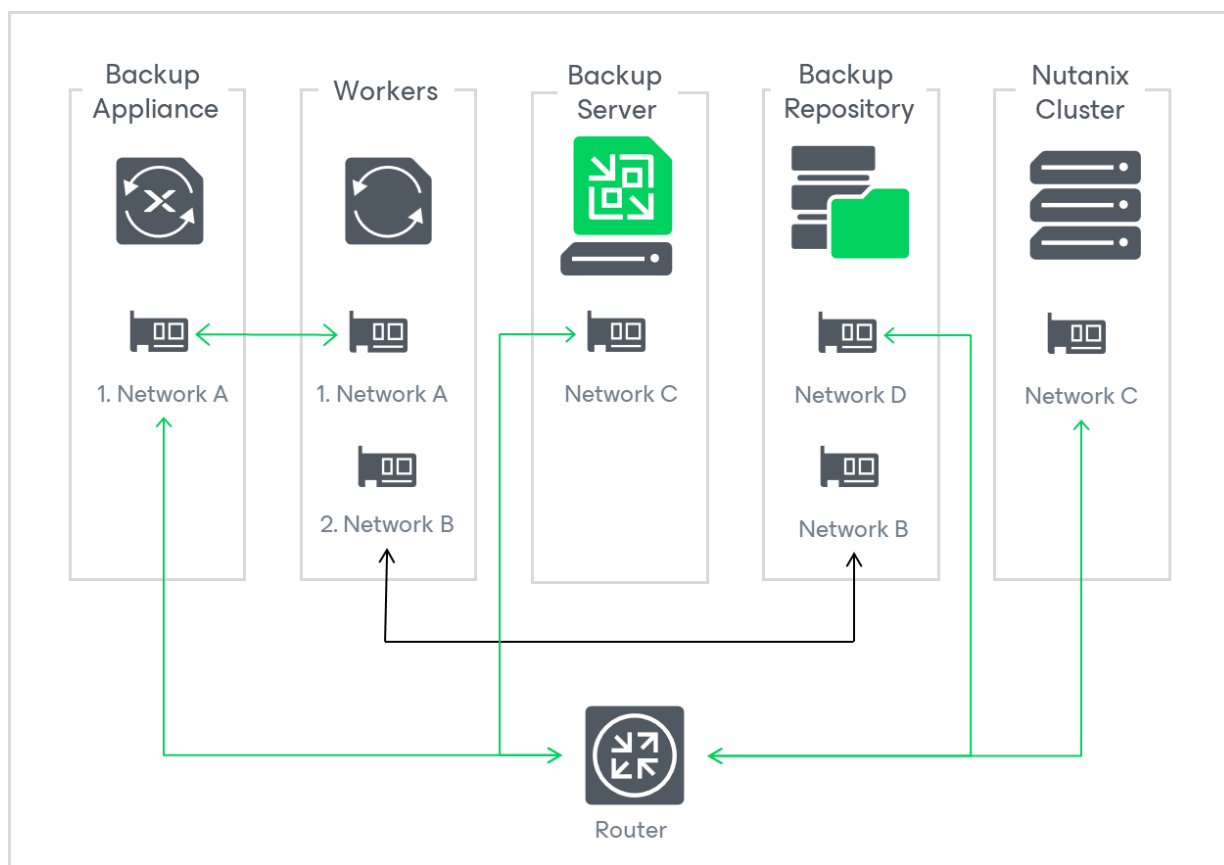 Backup
Appliance
Workers
Backup
Server
Backup
Repository
Nutanix
Cluster
1. Network A
1. Network A
Network C
Network D
Network C
2. Network B
Network B
Router